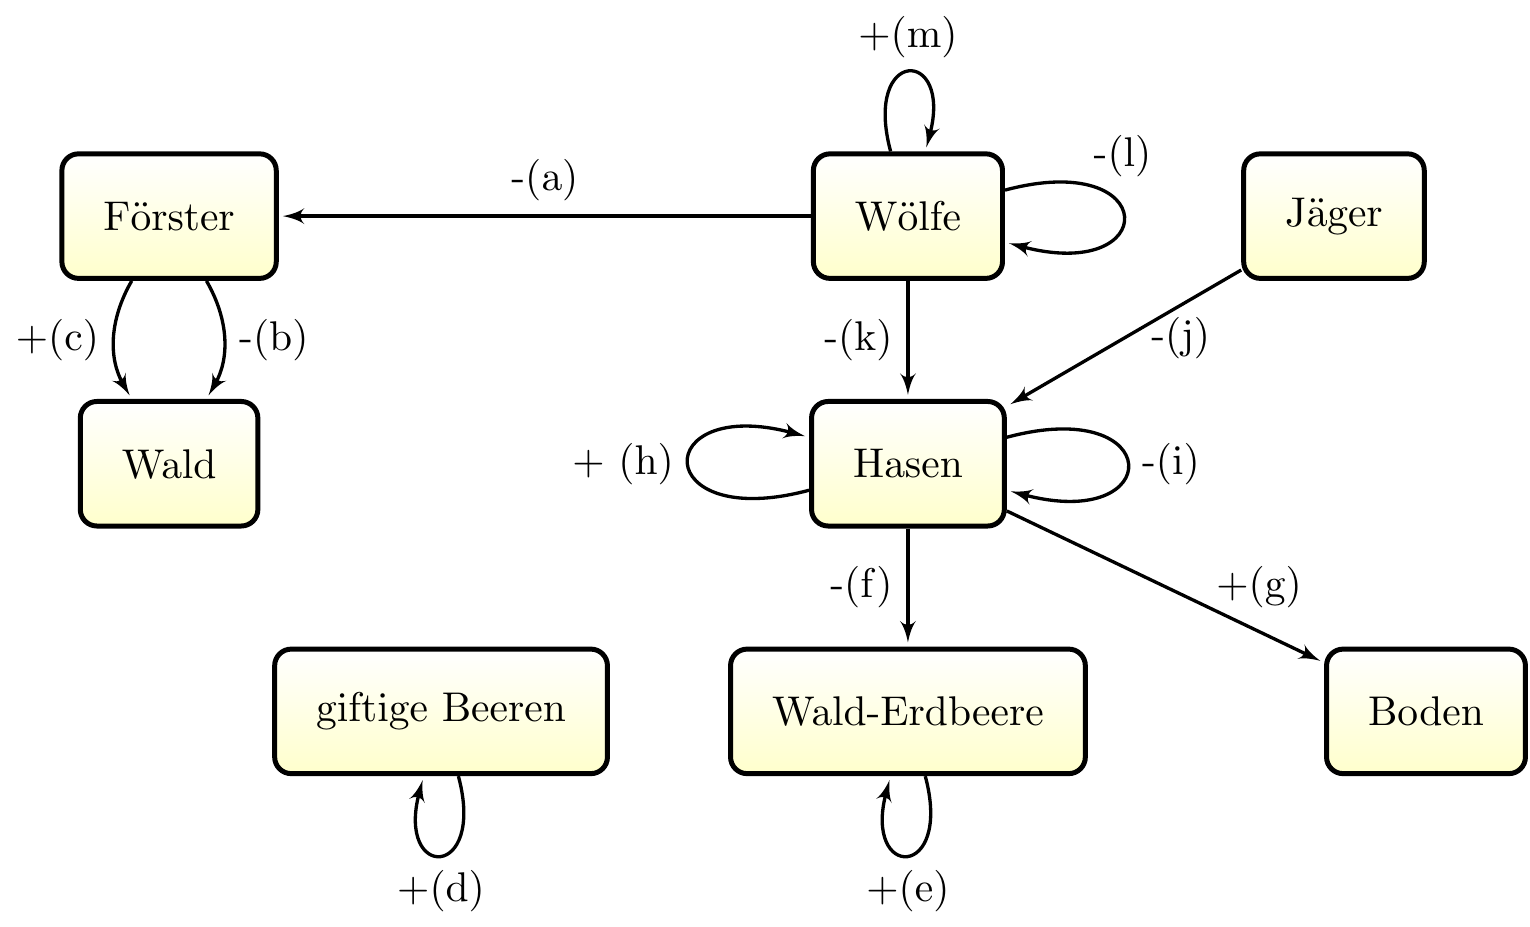 +(m)
-(a)
-(l)
Förster
Wölfe
Jäger
+(c)
-(b)
-(k)
-(j)
Wald
+ (h)
Hasen
-(i)
-(f)
+(g)
giftige Beeren
Wald-Erdbeere
Boden
+(d)
+(e)